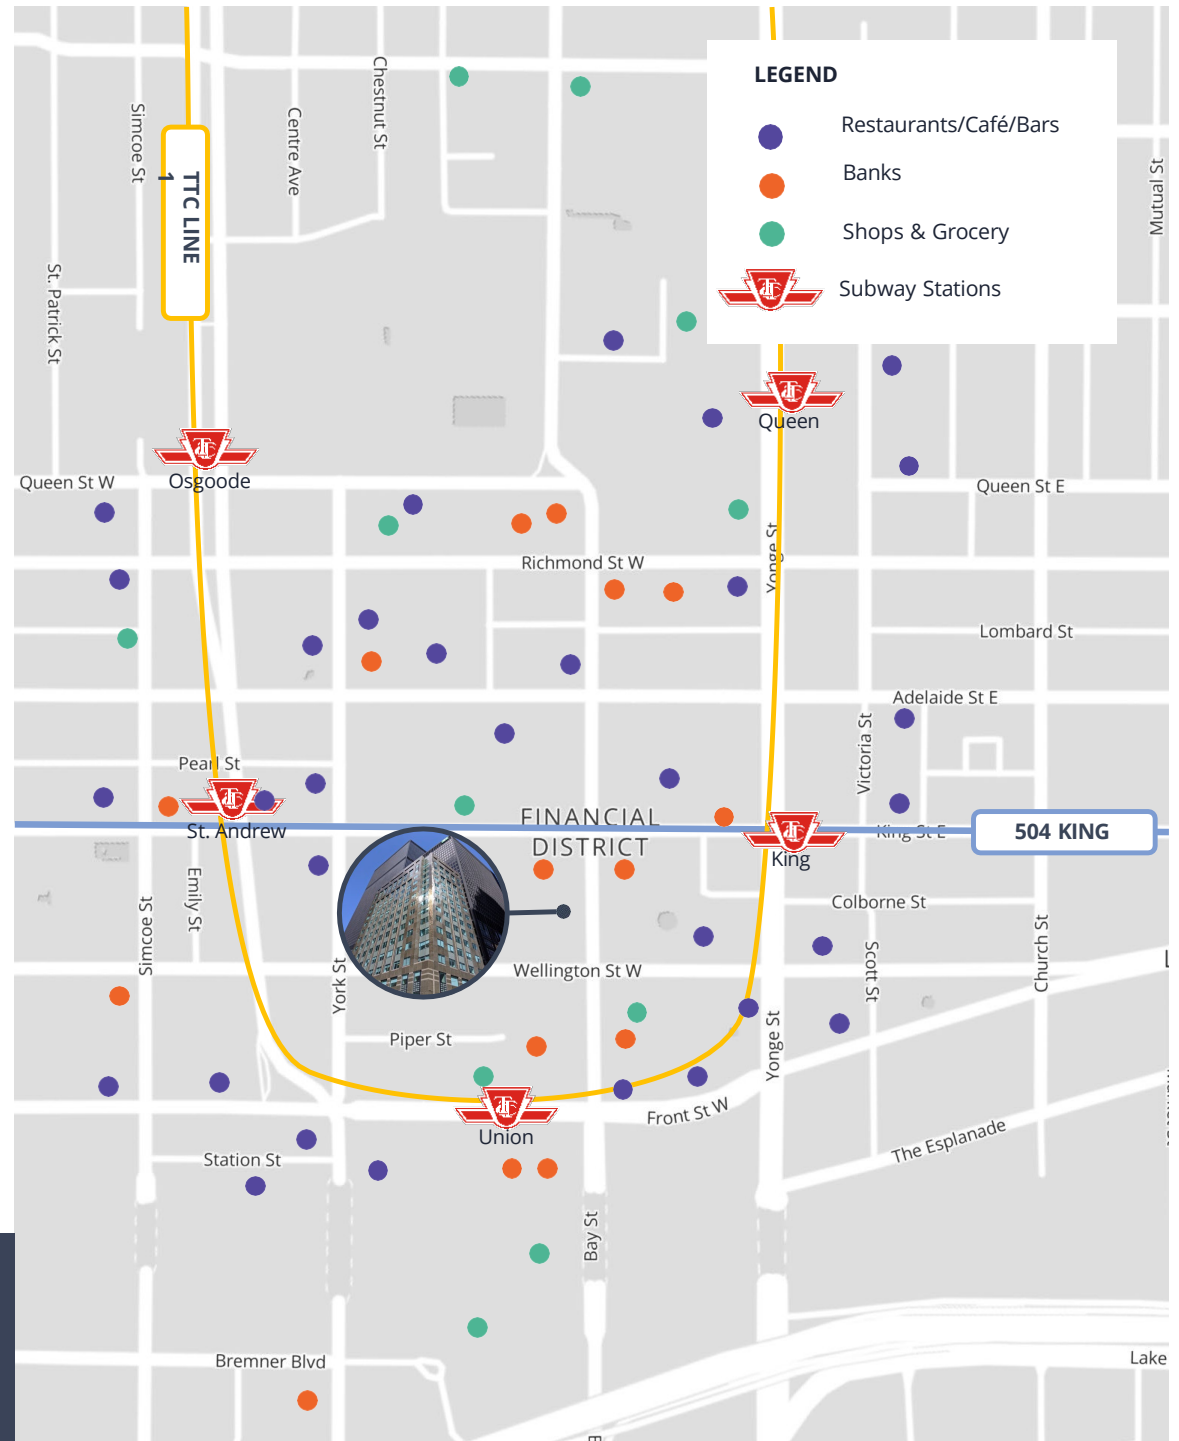 LEGEND
Restaurants/Café/Bars
Banks
Shops & Grocery
Subway Stations
Chestnut St
Simcoe St
Centre Ave
Mutual St
TTC LINE
1
St. Patrick St
Queen
Osgoode
Queen St W
Queen St E
Yonge St
Richmond St W
Lombard St
Adelaide St E
Victoria St
Pearl St
FINANCIAL
DISTRICT
St. Andrew
King St E
504 KING
King
Emily St
Simcoe St
Colborne St
Church St
Scott St
York St
Wellington St W
Piper St
Yonge St
Front St W
Union
The Esplanade
Station St
Bay St
Bremner Blvd
Lake